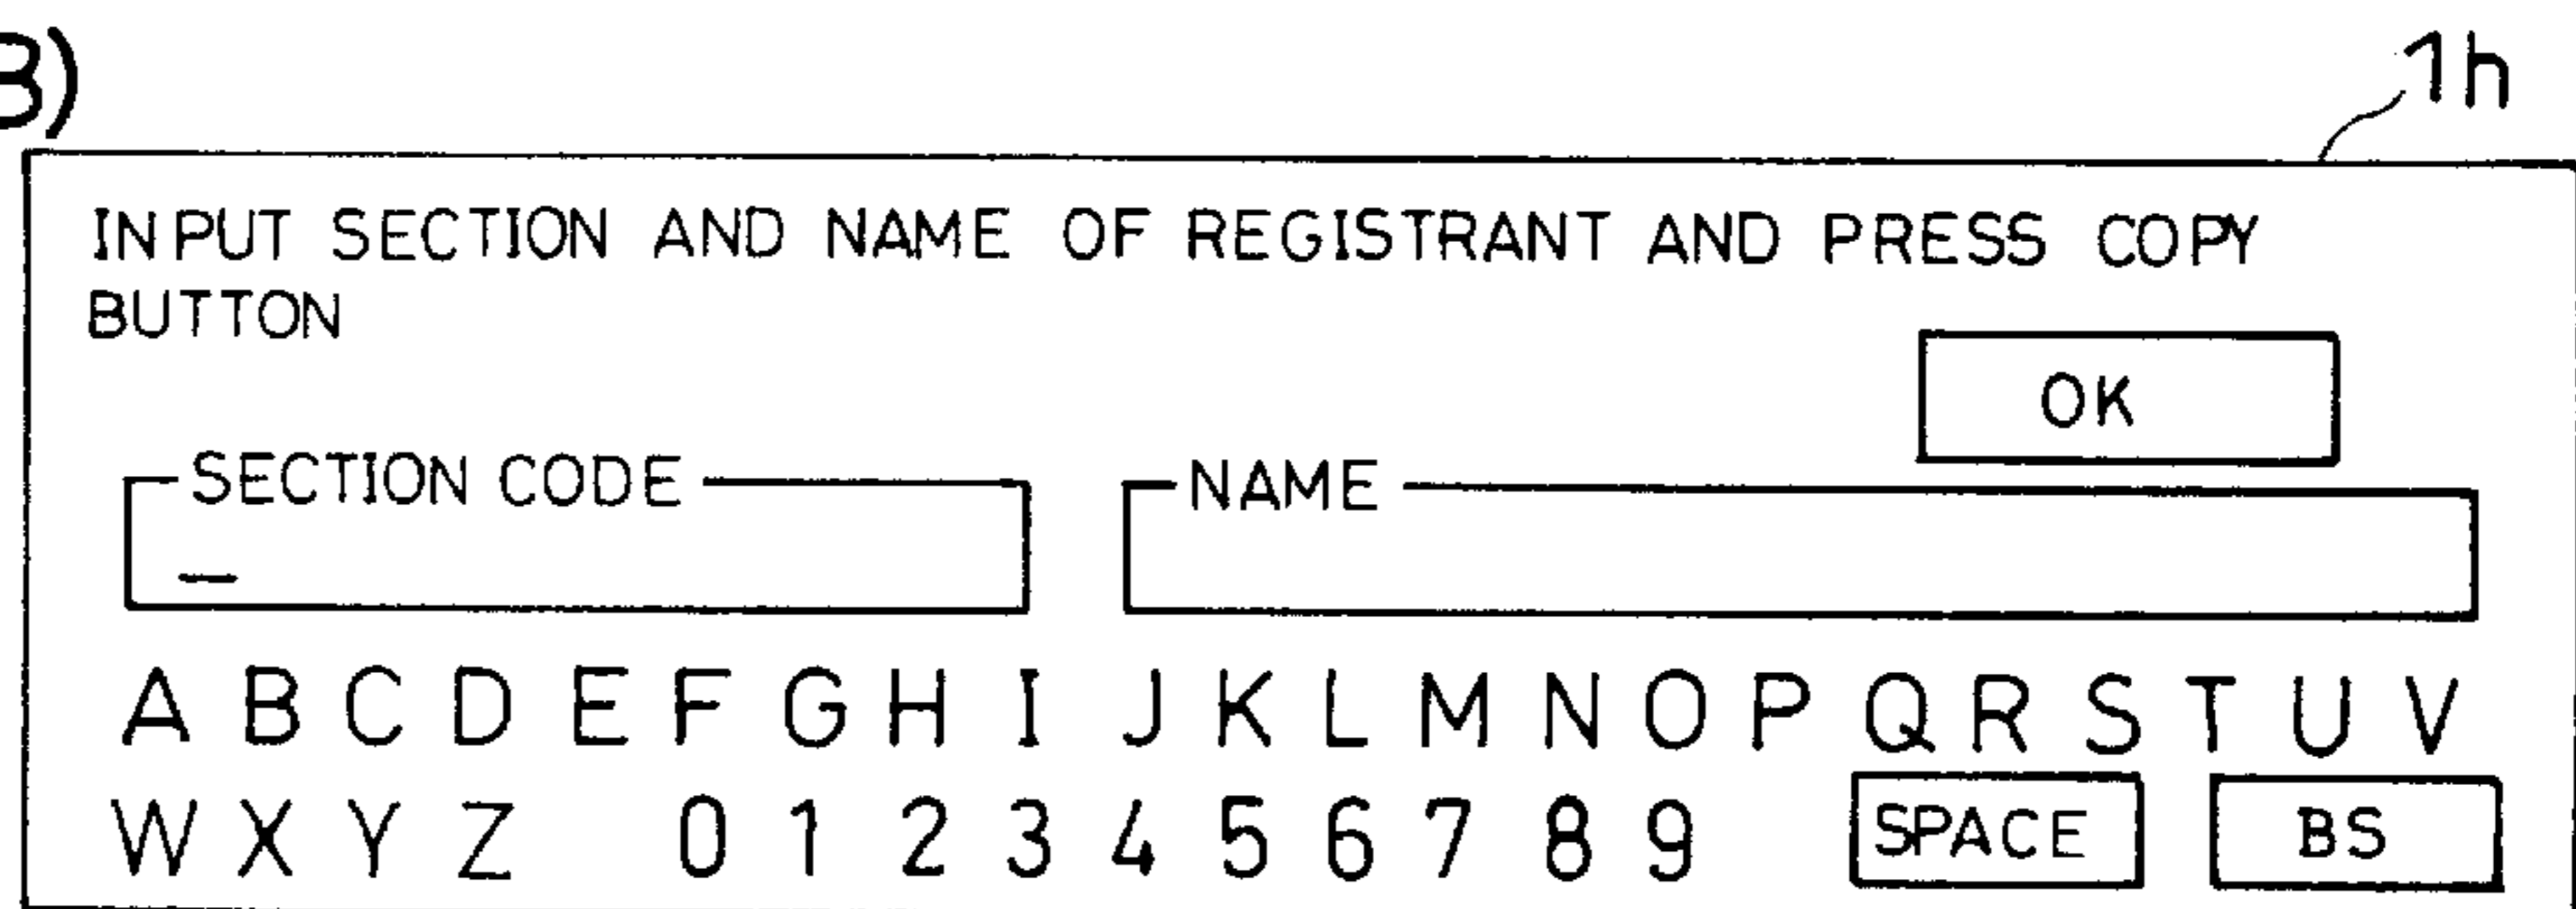 B)
1h
INPUT SECTION AND NAME OF REGISTRANT AND PRESS COPY
BUTTON
OK
SECTION CODE NAME
_
A B C D E F G H I J K L M N O P Q R S T U V
W X Y Z 0 1 2 3 4 5 6 7 8 9 SPACE BS